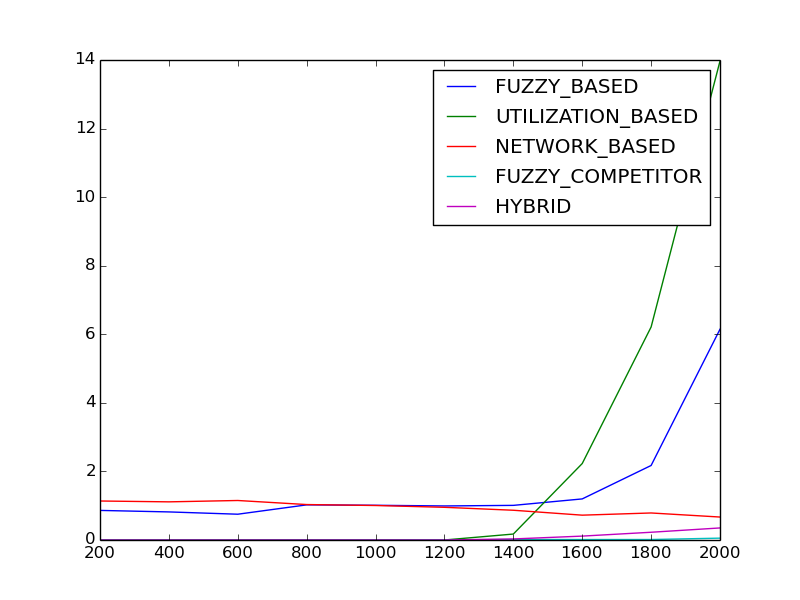 14
12
10
8
6
4
2
0
200 400 600 800 1000 1200 1400 1600 1800 2000
FUZZY_BASED
UTILIZATION_BASED
NETWORK_BASED
FUZZY_COMPETITOR
HYBRID